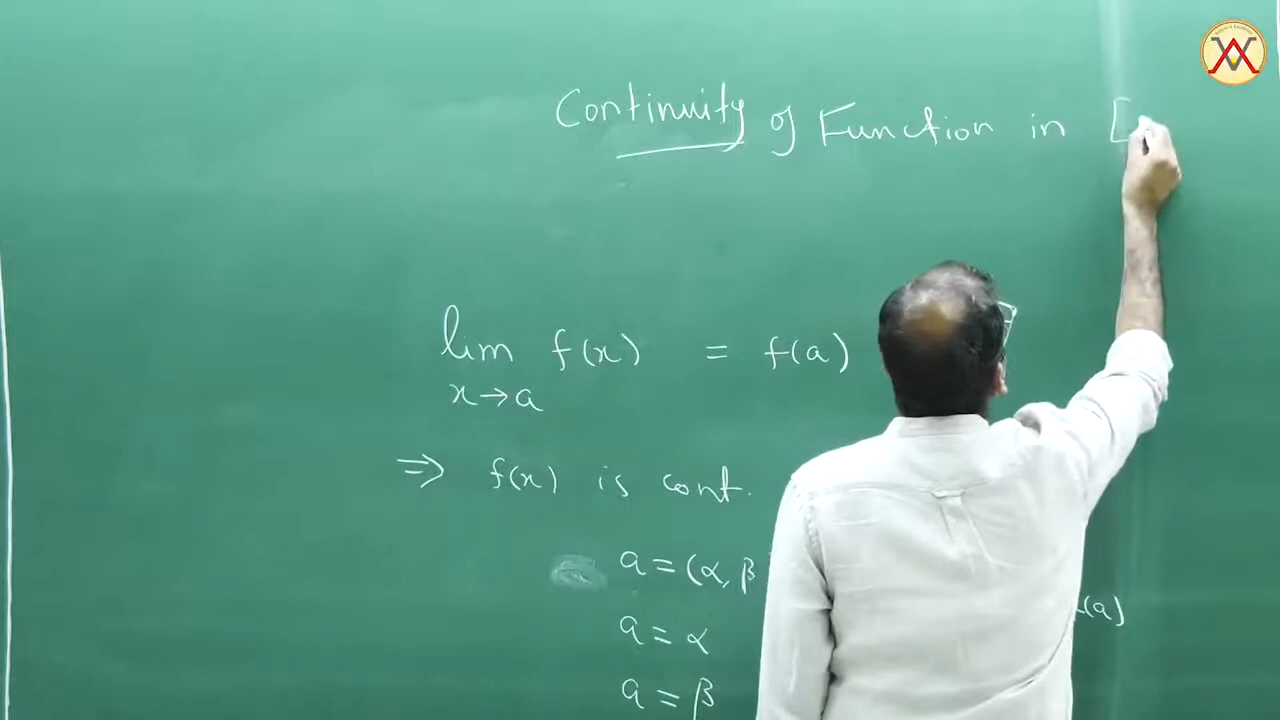 Continuity of Function in [
lim f(x) = f(a)
x→a
⇒ f(x) is cont.
a = (α, β
a = α (a)
a = β